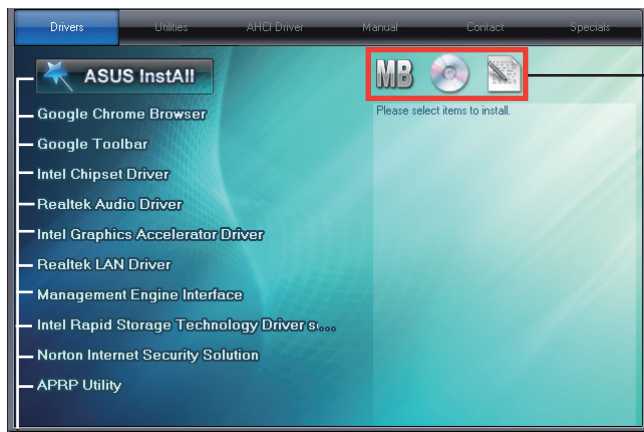 Drivers Utilities AHCI Driver Manual Contact Specials
ASUS InstAll
MB
Please select items to install.
Google Chrome Browser
Google Toolbar
Intel Chipset Driver
Realtek Audio Driver
Intel Graphics Accelerator Driver
Realtek LAN Driver
Management Engine Interface
Intel Rapid Storage Technology Driver s...
Norton Internet Security Solution
APRP Utility